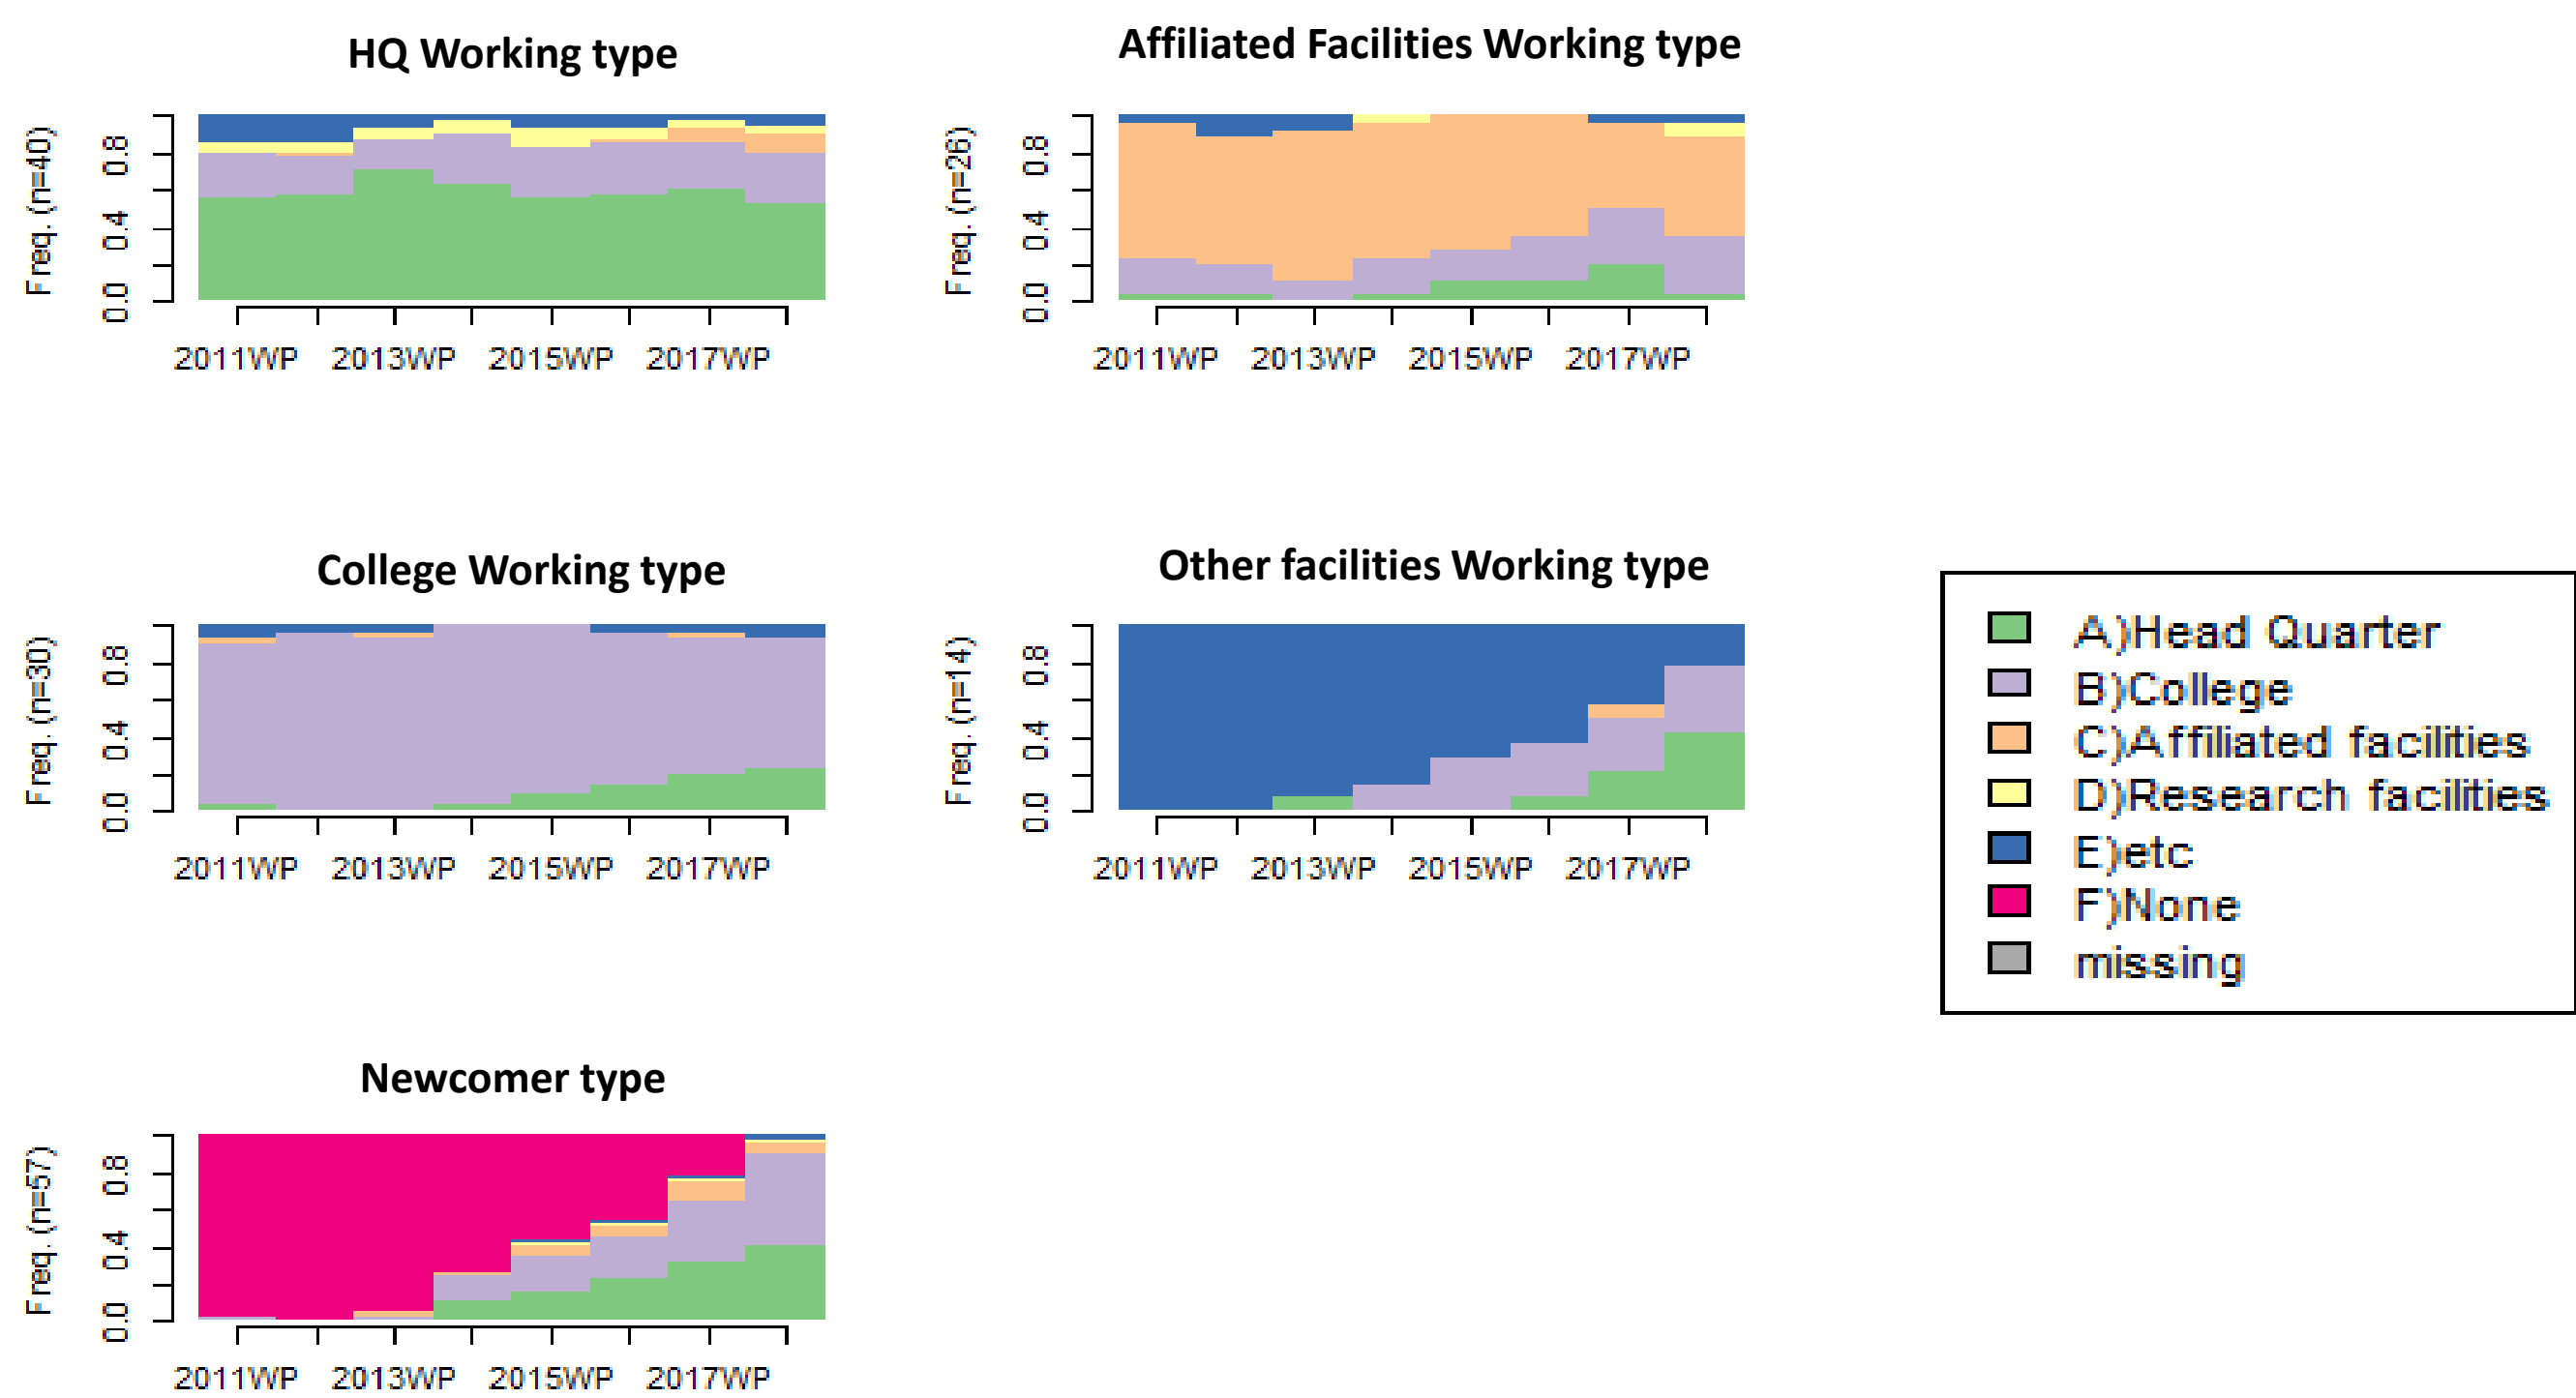 HQ Working type
Freq. (n=40)
0.0 0.4 0.8
2011WP 2013WP 2015WP 2017WP
Affiliated Facilities Working type
Freq. (n=26)
0.0 0.4 0.8
2011WP 2013WP 2015WP 2017WP
College Working type
Freq. (n=30)
0.0 0.4 0.8
2011WP 2013WP 2015WP 2017WP
Other facilities Working type
Freq. (n=14)
0.0 0.4 0.8
2011WP 2013WP 2015WP 2017WP
A)Head Quarter
B)College
C)Affiliated facilities
D)Research facilities
E)etc
F)None
missing
Newcomer type
Freq. (n=57)
0.0 0.4 0.8
2011WP 2013WP 2015WP 2017WP